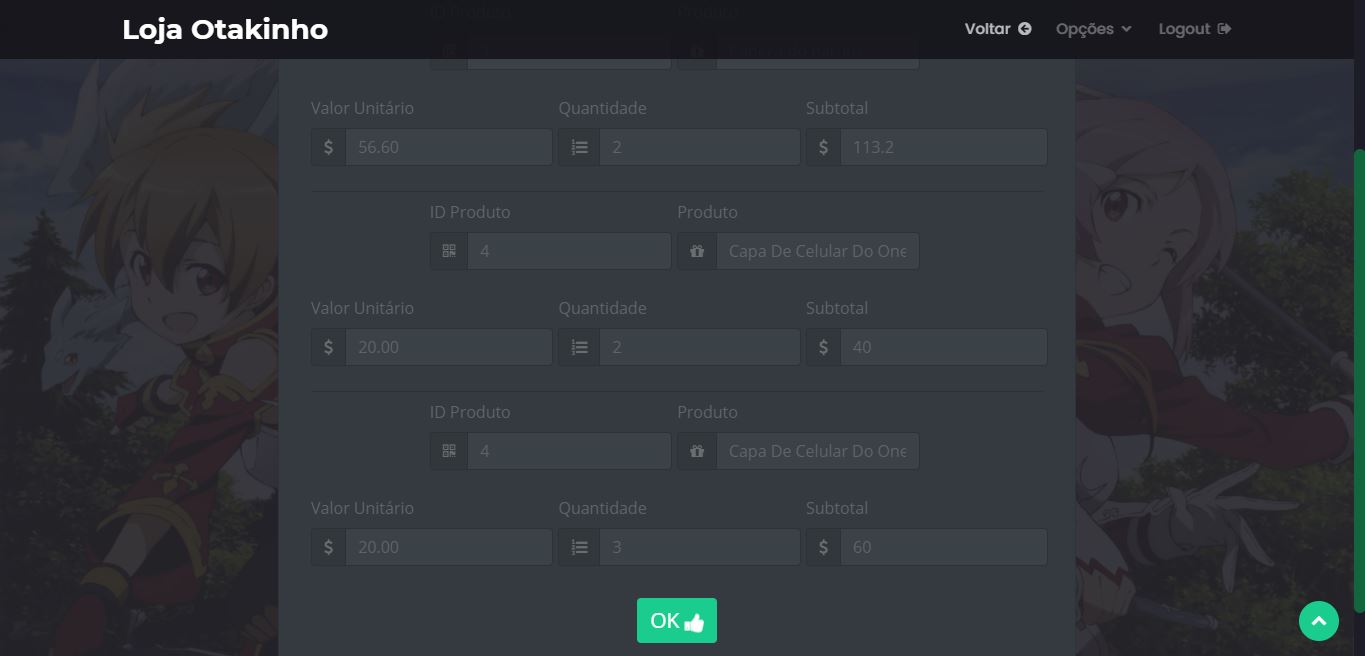 Loja Otakinho
Voltar
Opções
Logout
ID Produto
Produto
Valor Unitário
Quantidade
Subtotal
56.60
2
113.2
ID Produto
Produto
4
Capa De Celular Do One
Valor Unitário
Quantidade
Subtotal
20.00
2
40
ID Produto
Produto
4
Capa De Celular Do One
Valor Unitário
Quantidade
Subtotal
20.00
3
60
OK